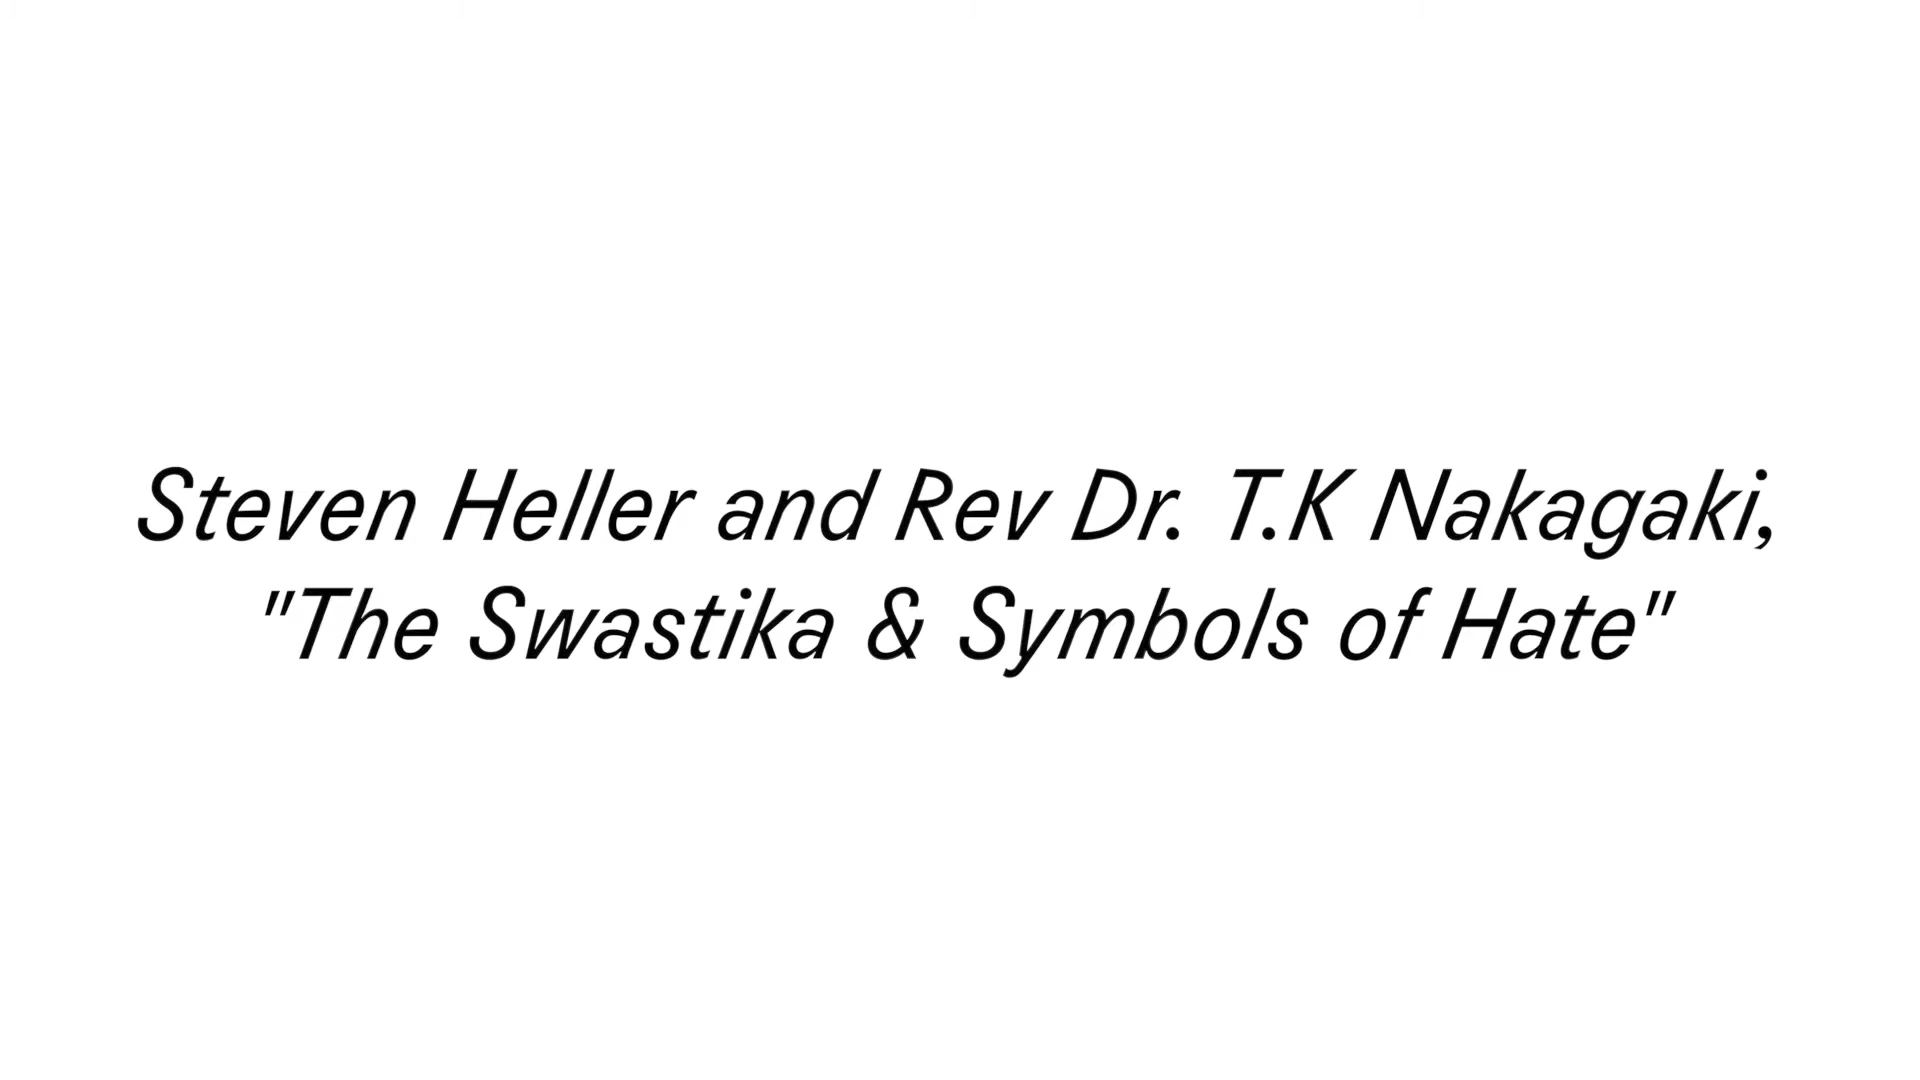 Steven Heller and Rev Dr. T.K Nakagaki,
"The Swastika & Symbols of Hate"